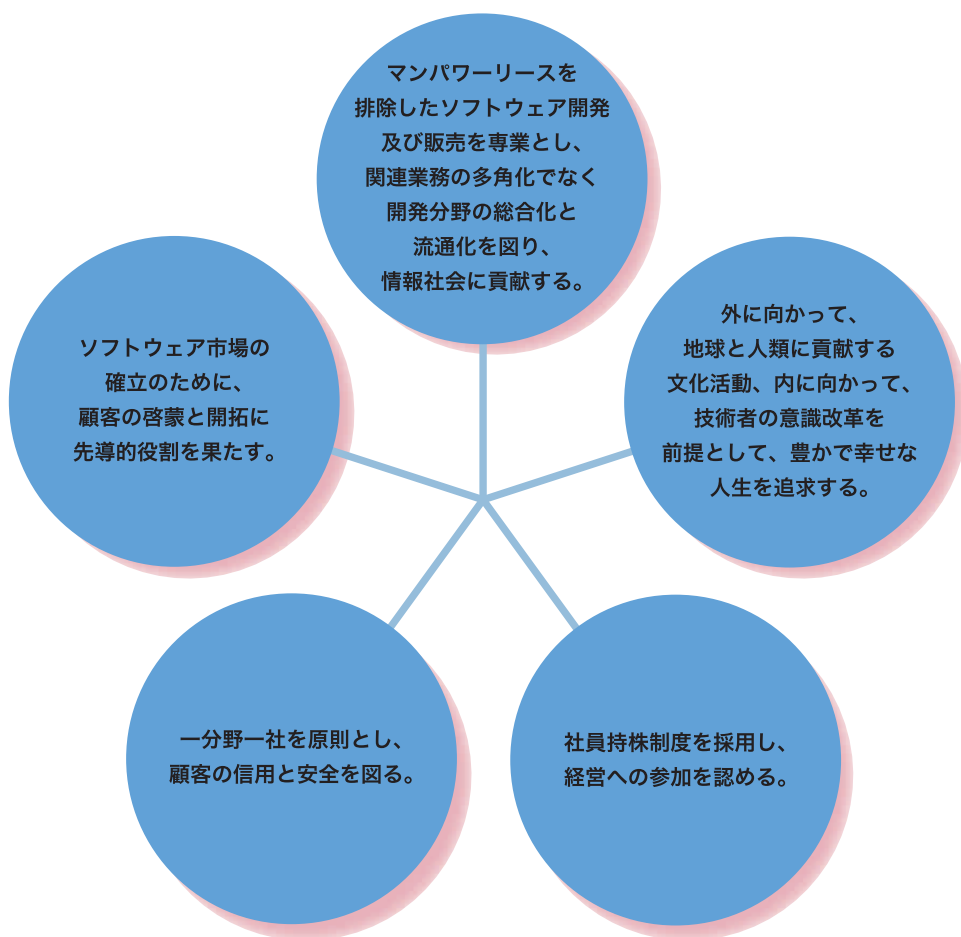 マンパワーリースを
排除したソフトウェア開発
及び販売を専業とし、
関連業務の多角化でなく
開発分野の総合化と
流通化を図り、
情報社会に貢献する。
ソフトウェア市場の
確立のために、
顧客の啓蒙と開拓に
先導的役割を果たす。
外に向かって、
地球と人類に貢献する
文化活動、内に向かって、
技術者の意識改革を
前提として、豊かで幸せな
人生を追求する。
一分野一社を原則とし、
顧客の信用と安全を図る。
社員持株制度を採用し、
経営への参加を認める。